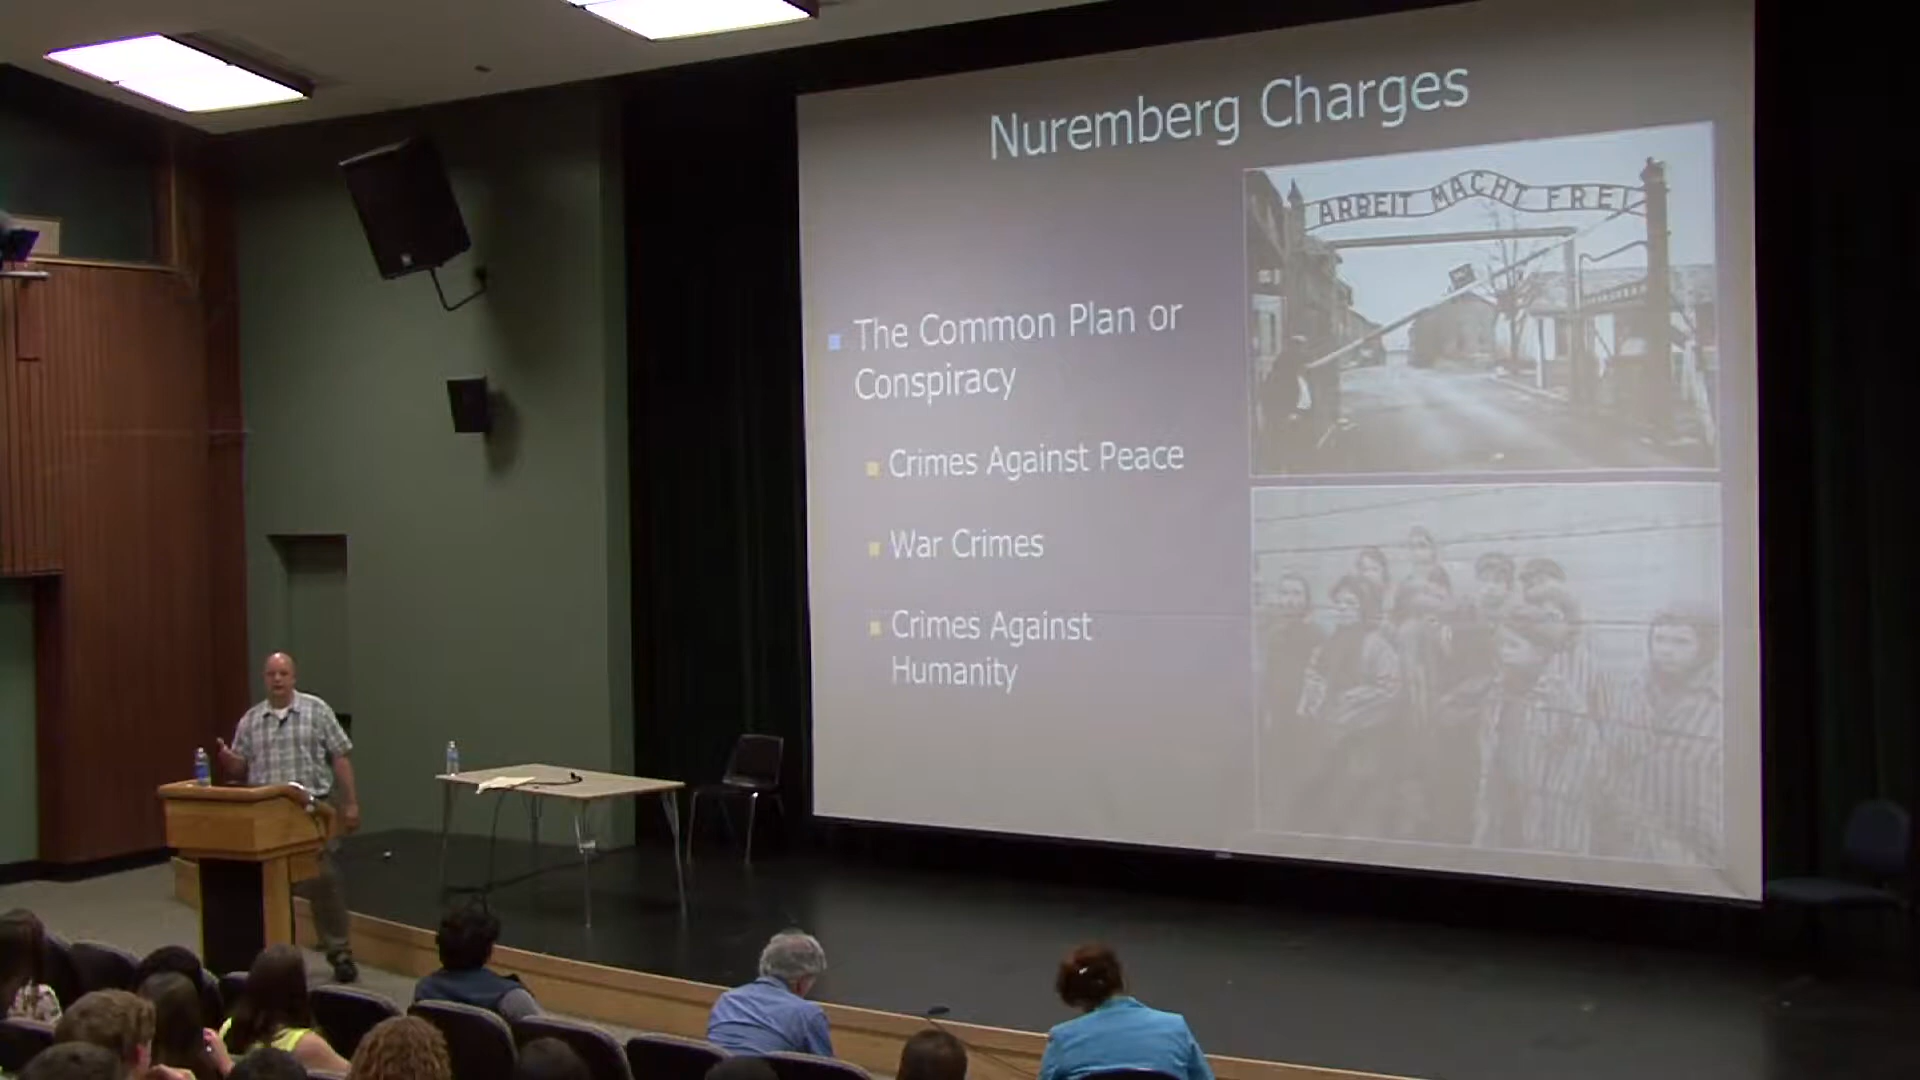 Nuremberg Charges
ARBEIT MACHT FREI
The Common Plan or
Conspiracy
Crimes Against Peace
War Crimes
Crimes Against
Humanity